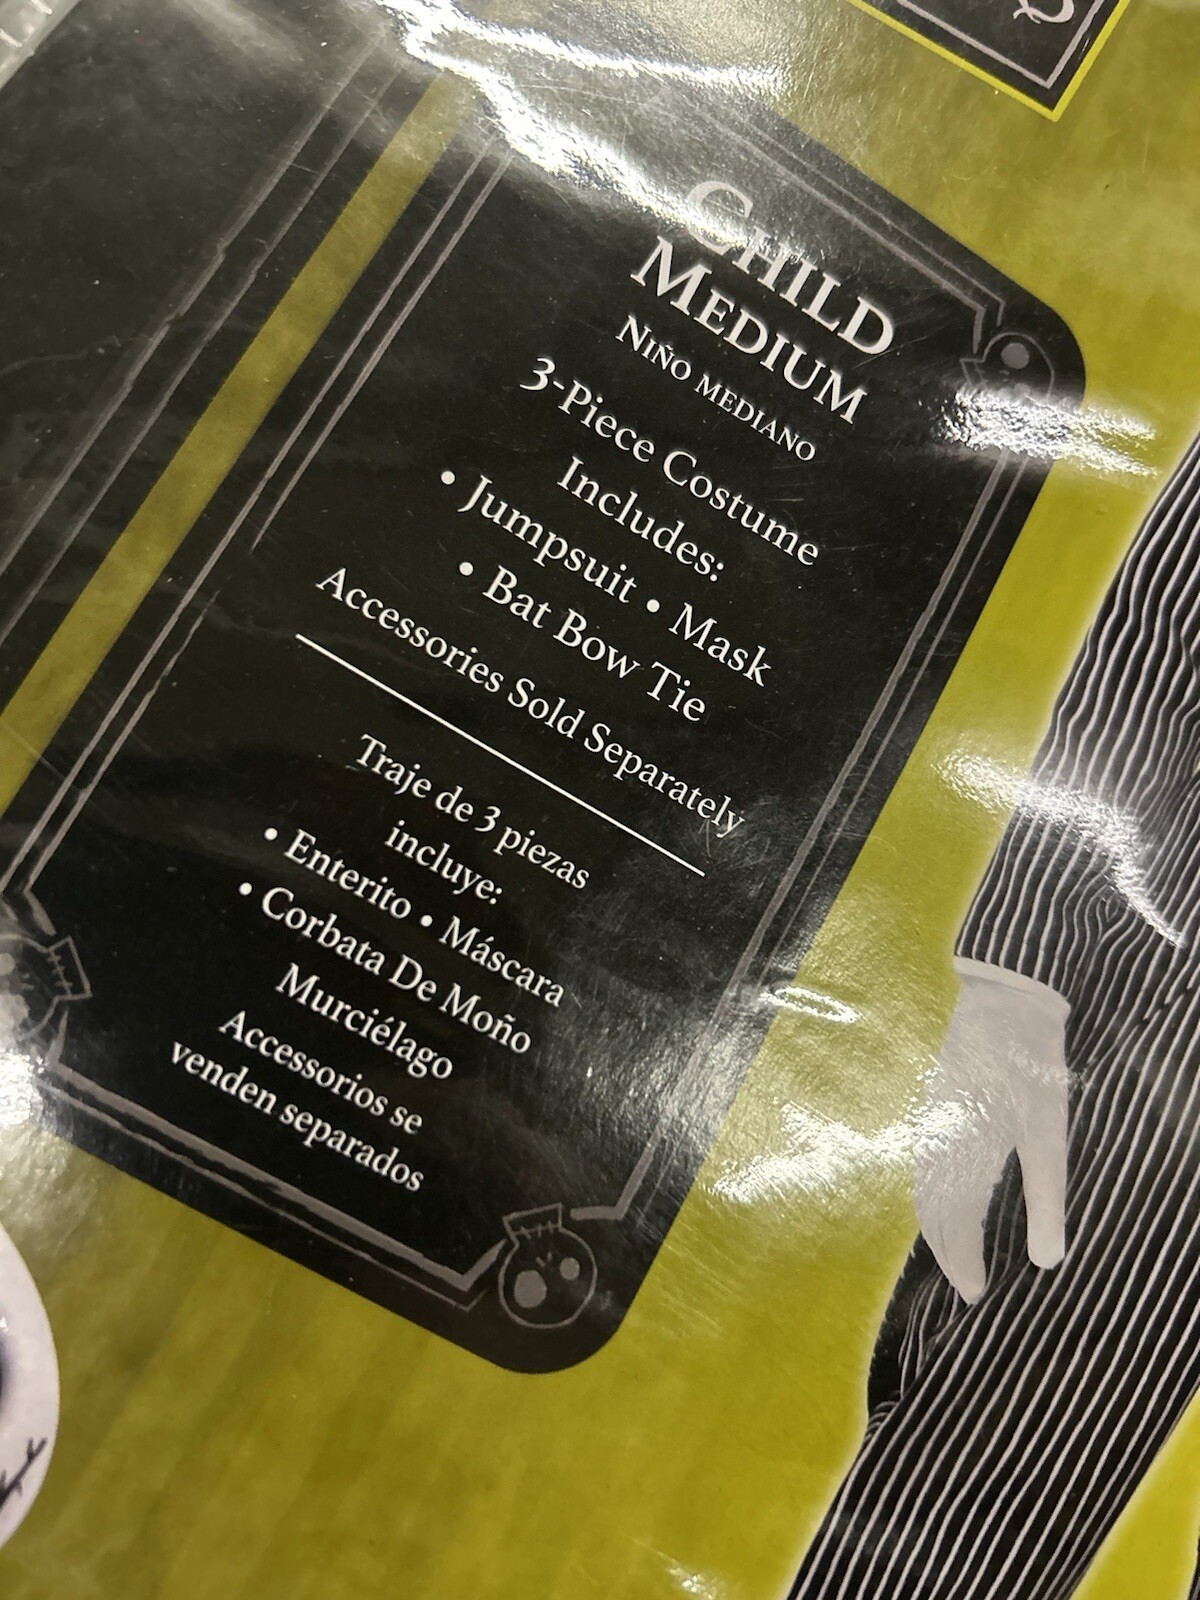 CHILD
MEDIUM
NIÑO MEDIANO
3-Piece Costume
Includes:
• Jumpsuit • Mask
• Bat Bow Tie
Accessories Sold Separately
Traje de 3 piezas
incluye:
• Enterito • Máscara
• Corbata De Moño
Murciélago
Accessorios se
venden separados